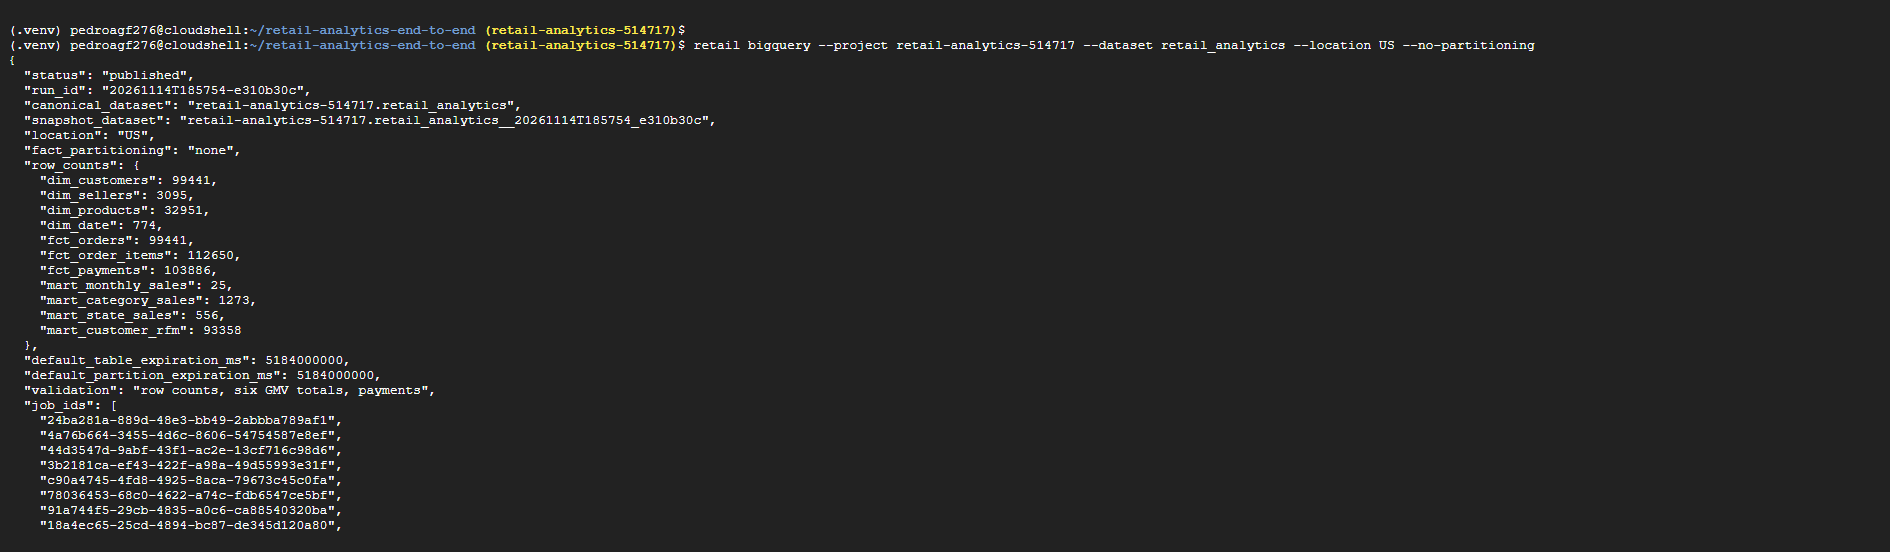 (.venv) pedroagf276@cloudshell:~/retail-analytics-end-to-end (retail-analytics-514717)$
(.venv) pedroagf276@cloudshell:~/retail-analytics-end-to-end (retail-analytics-514717)$ retail bigquery --project retail-analytics-514717 --dataset retail_analytics --location US --no-partitioning
{
  "status": "published",
  "run_id": "20261114T185754-e310b30c",
  "canonical_dataset": "retail-analytics-514717.retail_analytics",
  "snapshot_dataset": "retail-analytics-514717.retail_analytics__20261114T185754_e310b30c",
  "location": "US",
  "fact_partitioning": "none",
  "row_counts": {
    "dim_customers": 99441,
    "dim_sellers": 3095,
    "dim_products": 32951,
    "dim_date": 774,
    "fct_orders": 99441,
    "fct_order_items": 112650,
    "fct_payments": 103886,
    "mart_monthly_sales": 25,
    "mart_category_sales": 1273,
    "mart_state_sales": 556,
    "mart_customer_rfm": 93358
  },
  "default_table_expiration_ms": 5184000000,
  "default_partition_expiration_ms": 5184000000,
  "validation": "row counts, six GMV totals, payments",
  "job_ids": [
    "24ba281a-889d-48e3-bb49-2abbba789af1",
    "4a76b664-3455-4d6c-8606-54754587e8ef",
    "44d3547d-9abf-43f1-ac2e-13cf716c98d6",
    "3b2181ca-ef43-422f-a98a-49d55993e31f",
    "c90a4745-4fd8-4925-8aca-79673c45c0fa",
    "78036453-68c0-4622-a74c-fdb6547ce5bf",
    "91a744f5-29cb-4835-a0c6-ca88540320ba",
    "18a4ec65-25cd-4894-bc87-de345d120a80",